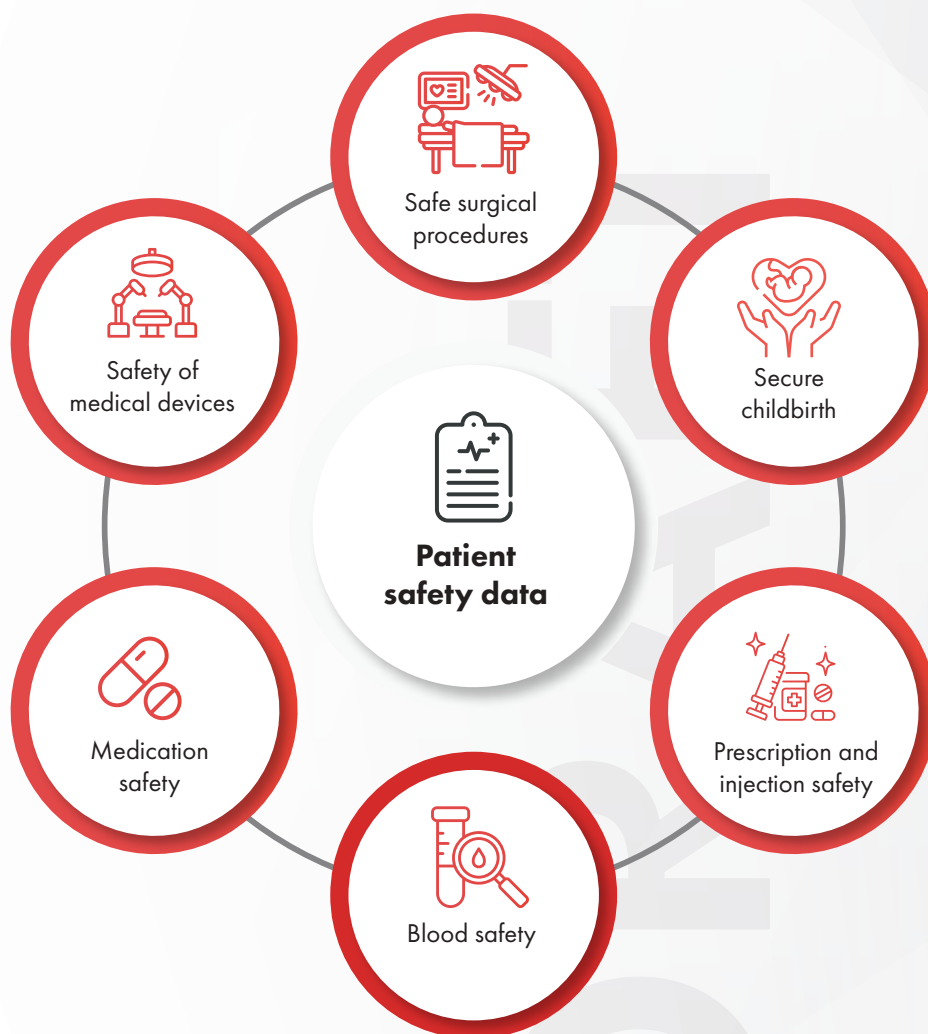 Safe surgical
procedures
Safety of
medical devices
Secure
childbirth
Patient
safety data
Medication
safety
Prescription and
injection safety
Blood safety